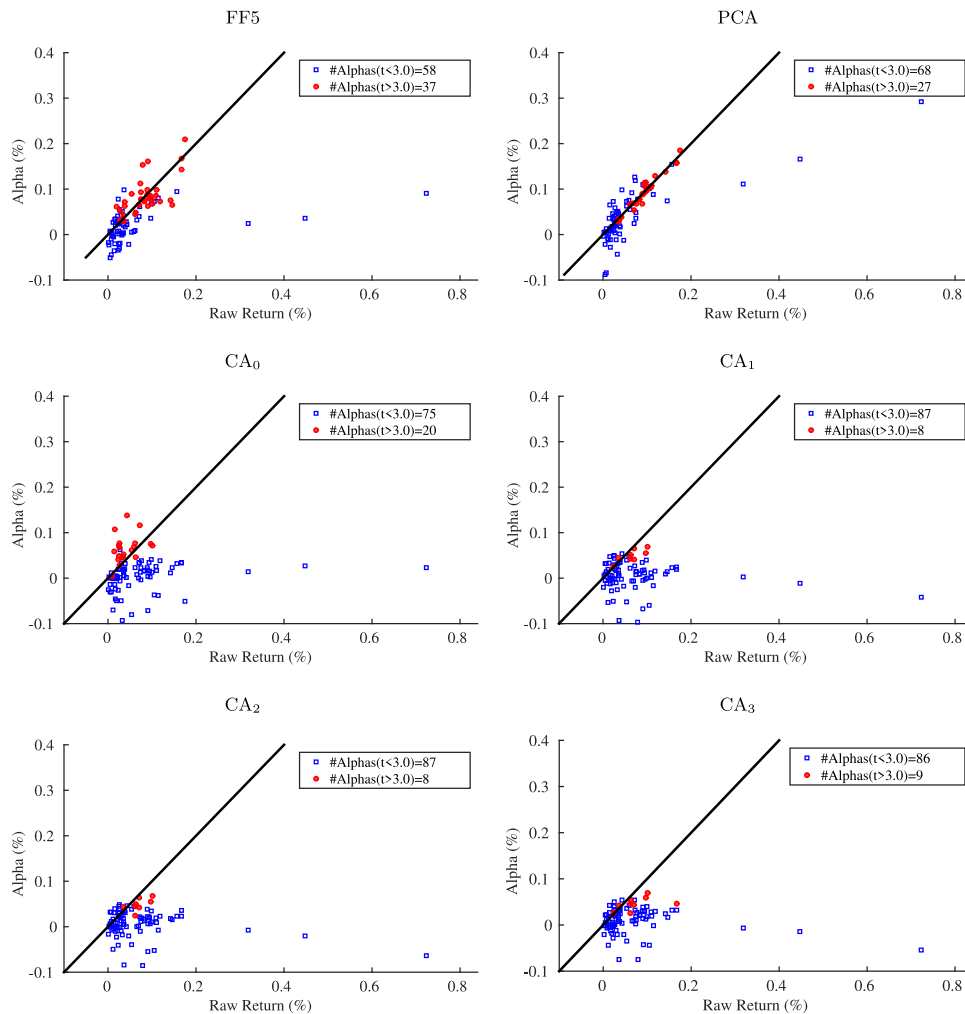 FF5
#Alphas(t<3.0)=58
#Alphas(t>3.0)=37
0.4
0.3
0.2
0.1
0
-0.1
Alpha (%)
0
0.2
0.4
0.6
0.8
Raw Return (%)
PCA
#Alphas(t<3.0)=68
#Alphas(t>3.0)=27
0.4
0.3
0.2
0.1
0
-0.1
Alpha (%)
0
0.2
0.4
0.6
0.8
Raw Return (%)
CA₀
#Alphas(t<3.0)=75
#Alphas(t>3.0)=20
0.4
0.3
0.2
0.1
0
-0.1
Alpha (%)
0
0.2
0.4
0.6
0.8
Raw Return (%)
CA₁
#Alphas(t<3.0)=87
#Alphas(t>3.0)=8
0.4
0.3
0.2
0.1
0
-0.1
Alpha (%)
0
0.2
0.4
0.6
0.8
Raw Return (%)
CA₂
#Alphas(t<3.0)=87
#Alphas(t>3.0)=8
0.4
0.3
0.2
0.1
0
-0.1
Alpha (%)
0
0.2
0.4
0.6
0.8
Raw Return (%)
CA₃
#Alphas(t<3.0)=86
#Alphas(t>3.0)=9
0.4
0.3
0.2
0.1
0
-0.1
Alpha (%)
0
0.2
0.4
0.6
0.8
Raw Return (%)